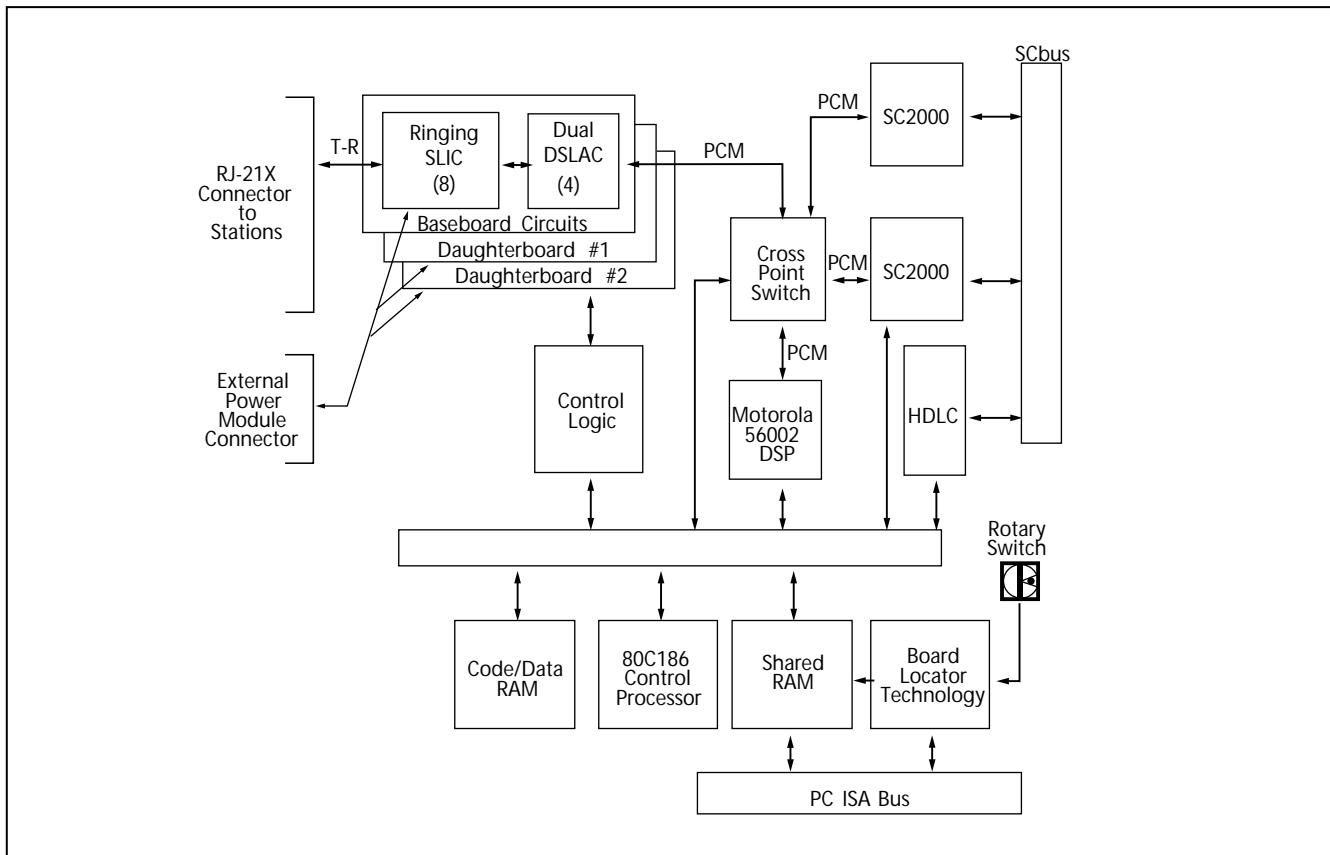 SCbus
PCM
SC2000
RJ-21X
Connector
to
Stations
T-R
Ringing
SLIC
(8)
Dual
DSLAC
(4)
PCM
Baseboard Circuits
Daughterboard #1
Daughterboard #2
Cross
Point
Switch
PCM
SC2000
External
Power
Module
Connector
Control
Logic
PCM
Motorola
56002
DSP
HDLC
Rotary
Switch
Code/Data
RAM
80C186
Control
Processor
Shared
RAM
Board
Locator
Technology
PC ISA Bus